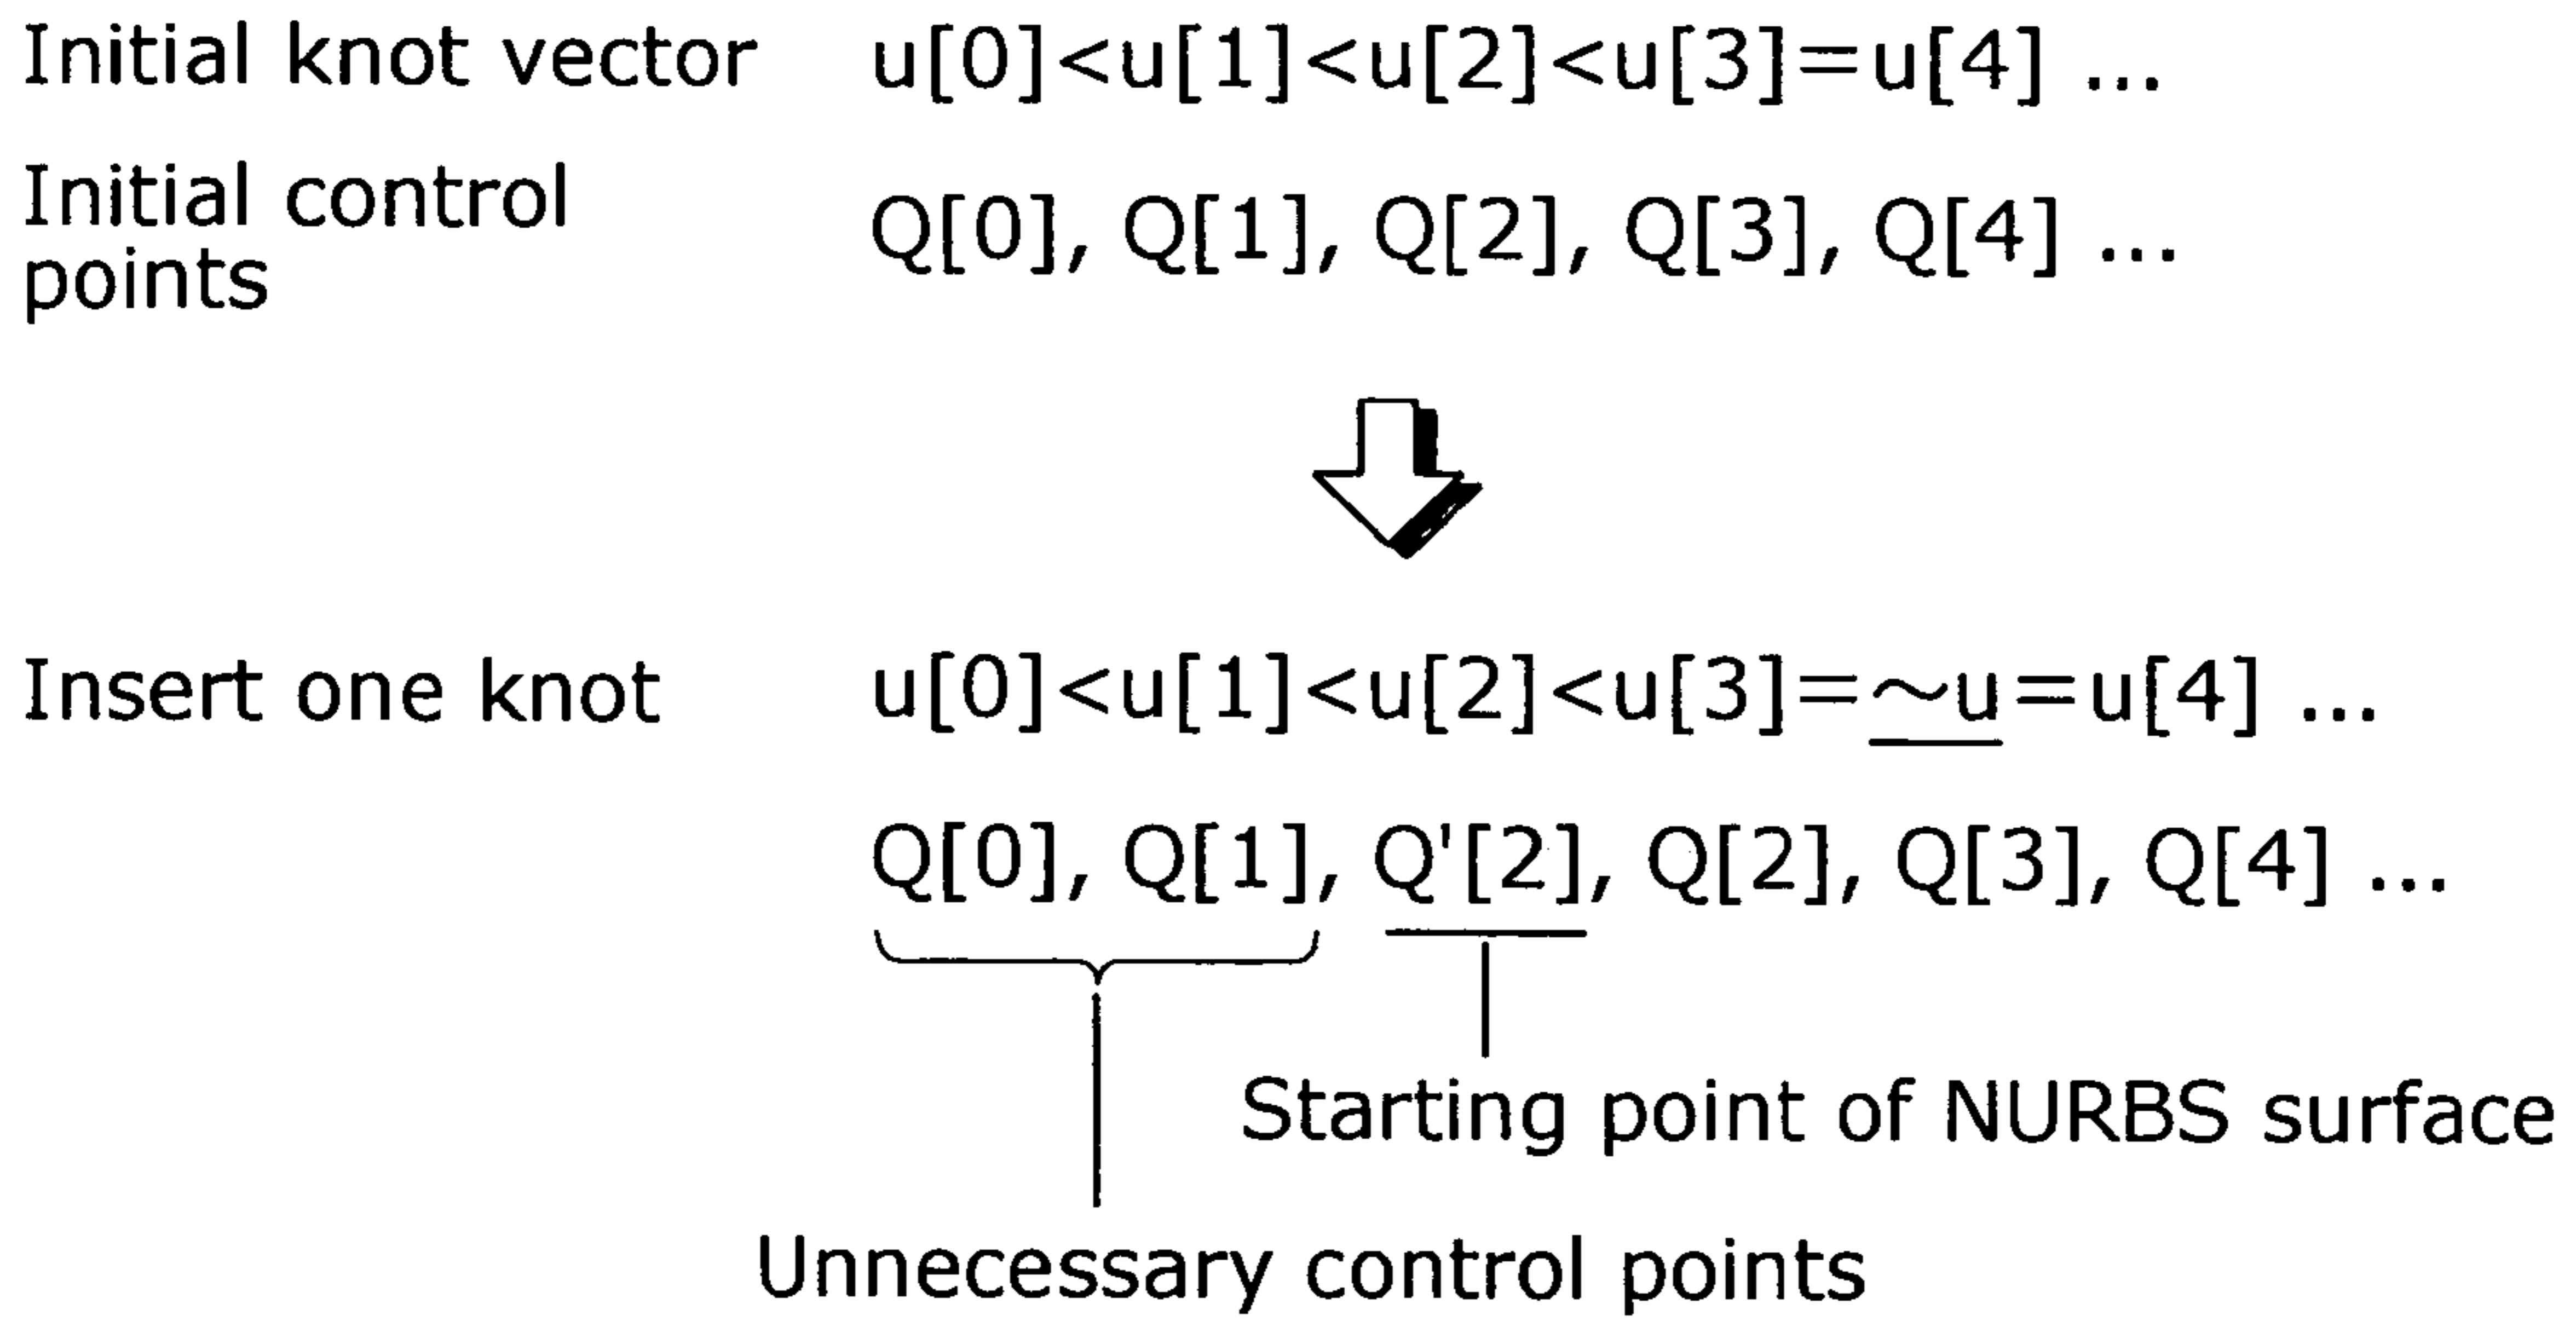 Initial knot vector u[0]<u[1]<u[2]<u[3]=u[4] ...
Initial control
points
Q[0], Q[1], Q[2], Q[3], Q[4] ...
Insert one knot u[0]<u[1]<u[2]<u[3]=~u=u[4] ...
Q[0], Q[1], Q'[2], Q[2], Q[3], Q[4] ...
Starting point of NURBS surface
Unnecessary control points